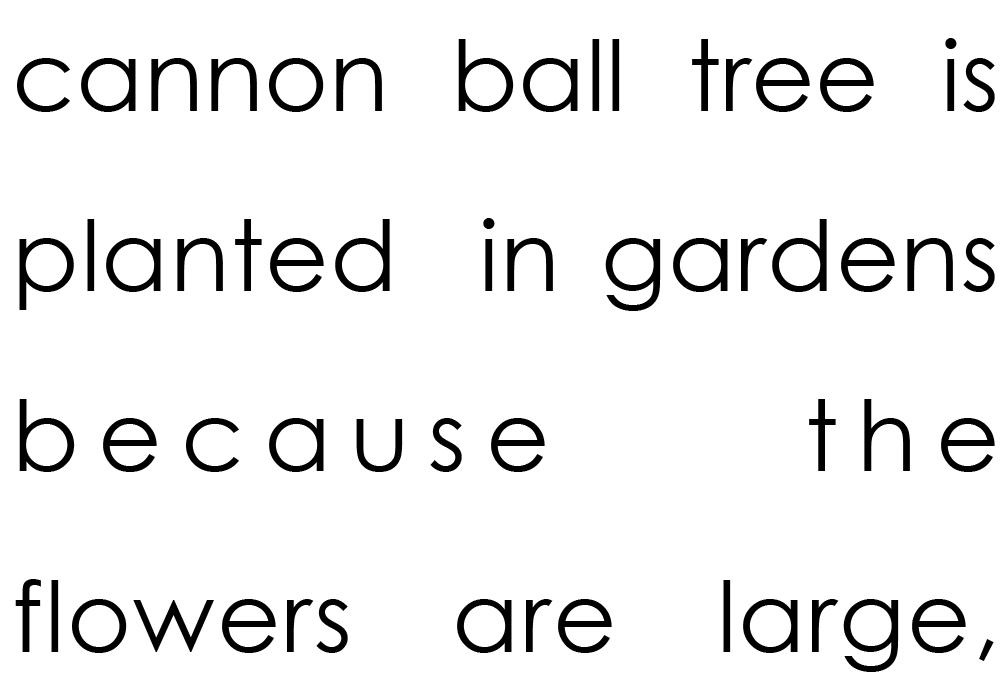 cannon ball tree is
planted in gardens
because the
flowers are large,